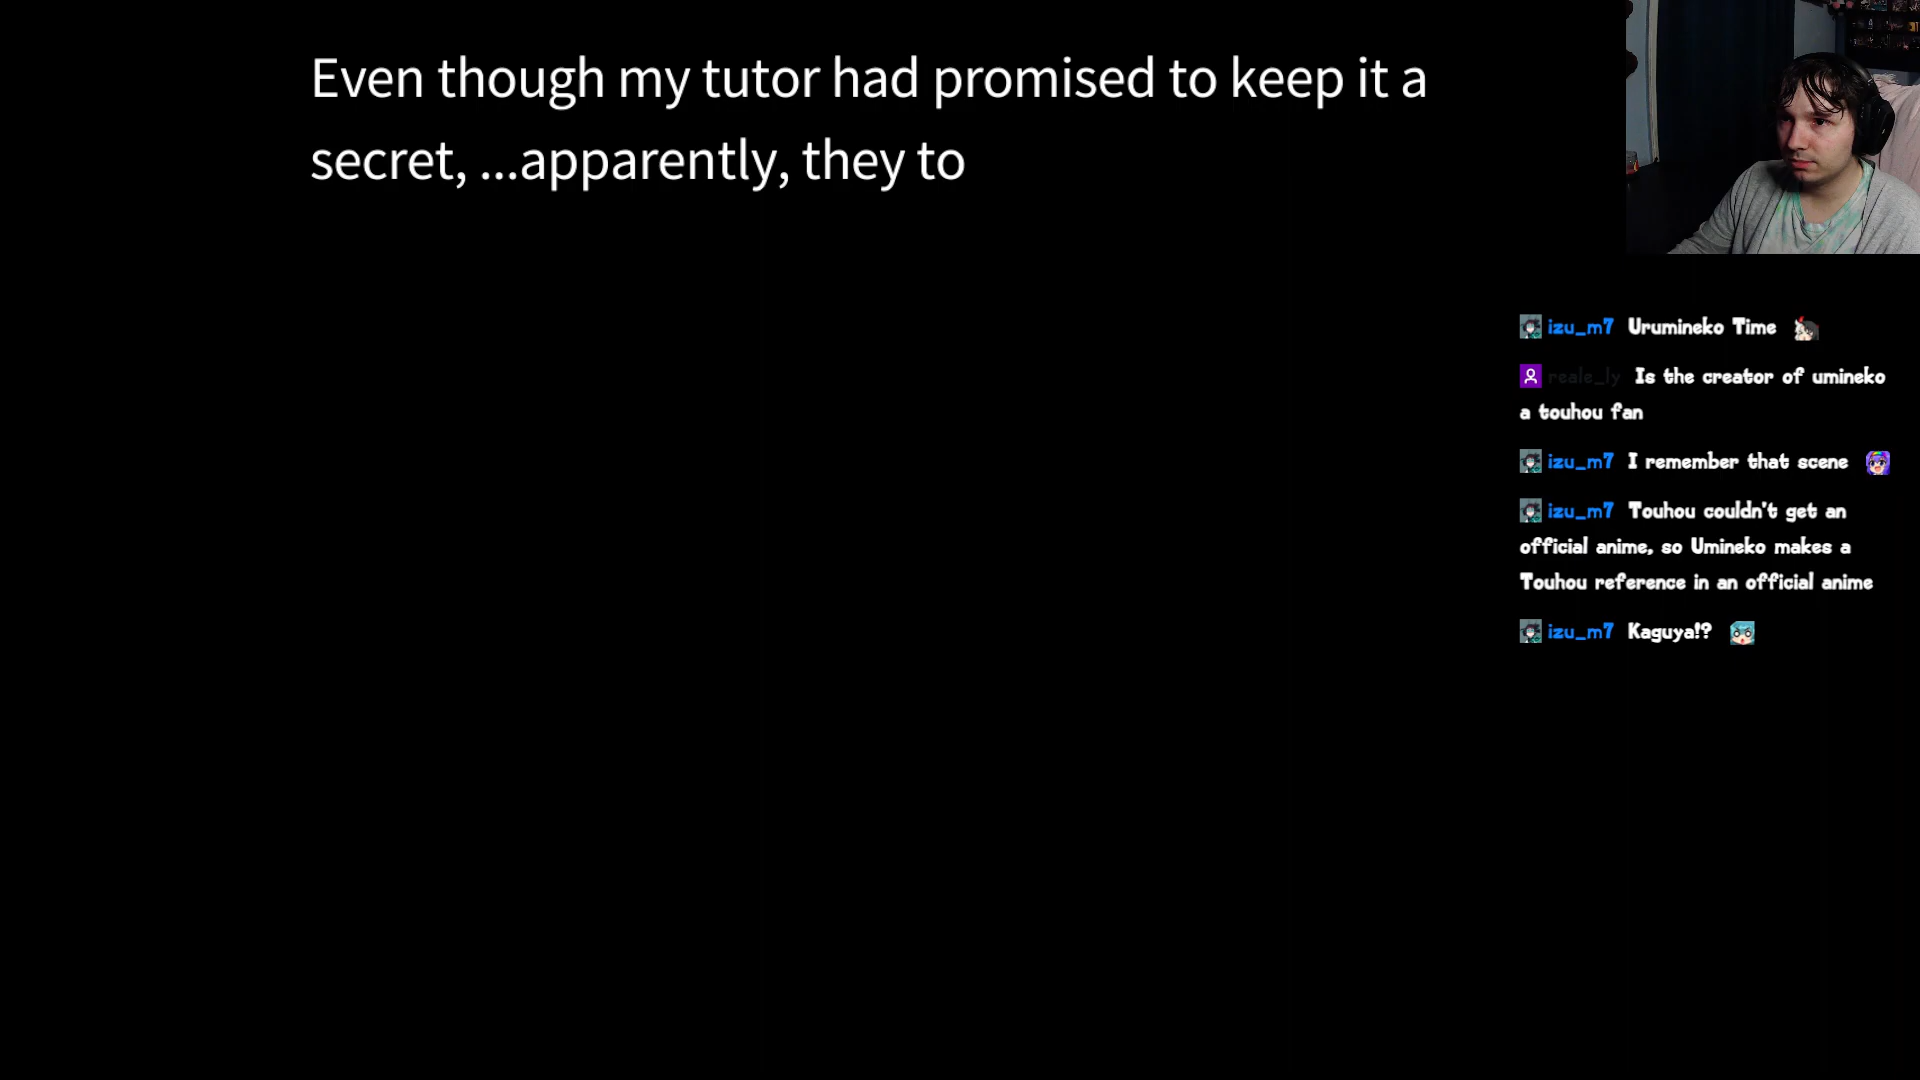 Even though my tutor had promised to keep it a
secret, ...apparently, they to
izu_m7 Urumineko Time
reale_ly Is the creator of umineko
a touhou fan
izu_m7 I remember that scene
izu_m7 Touhou couldn't get an
official anime, so Umineko makes a
Touhou reference in an official anime
izu_m7 Kaguya!?